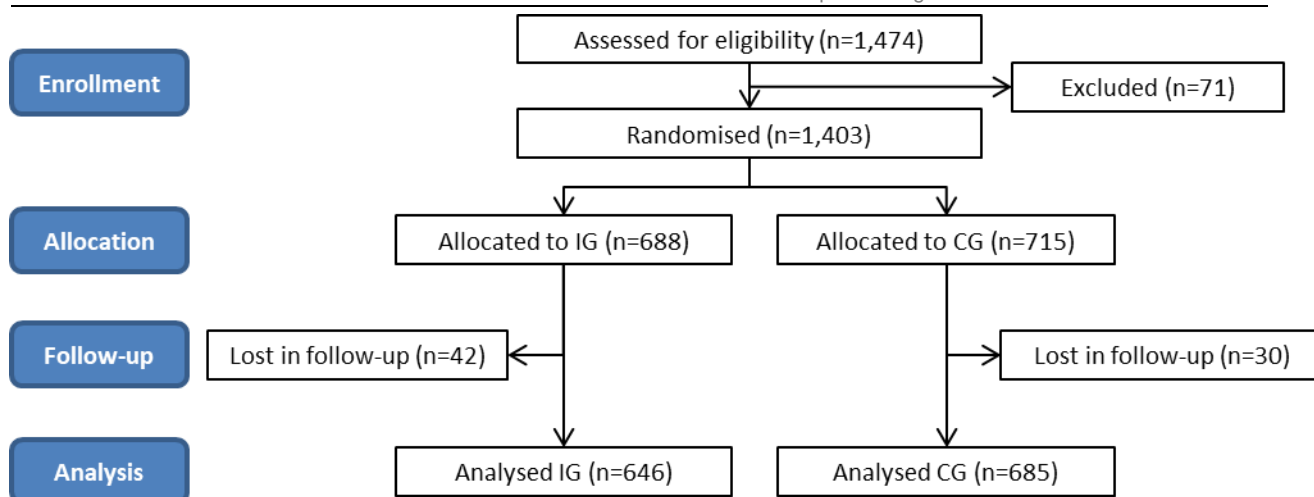 Assessed for eligibility (n=1,474)
Enrollment
Excluded (n=71)
Randomised (n=1,403)
Allocation
Allocated to IG (n=688)
Allocated to CG (n=715)
Follow-up
Lost in follow-up (n=42)
Lost in follow-up (n=30)
Analysis
Analysed IG (n=646)
Analysed CG (n=685)